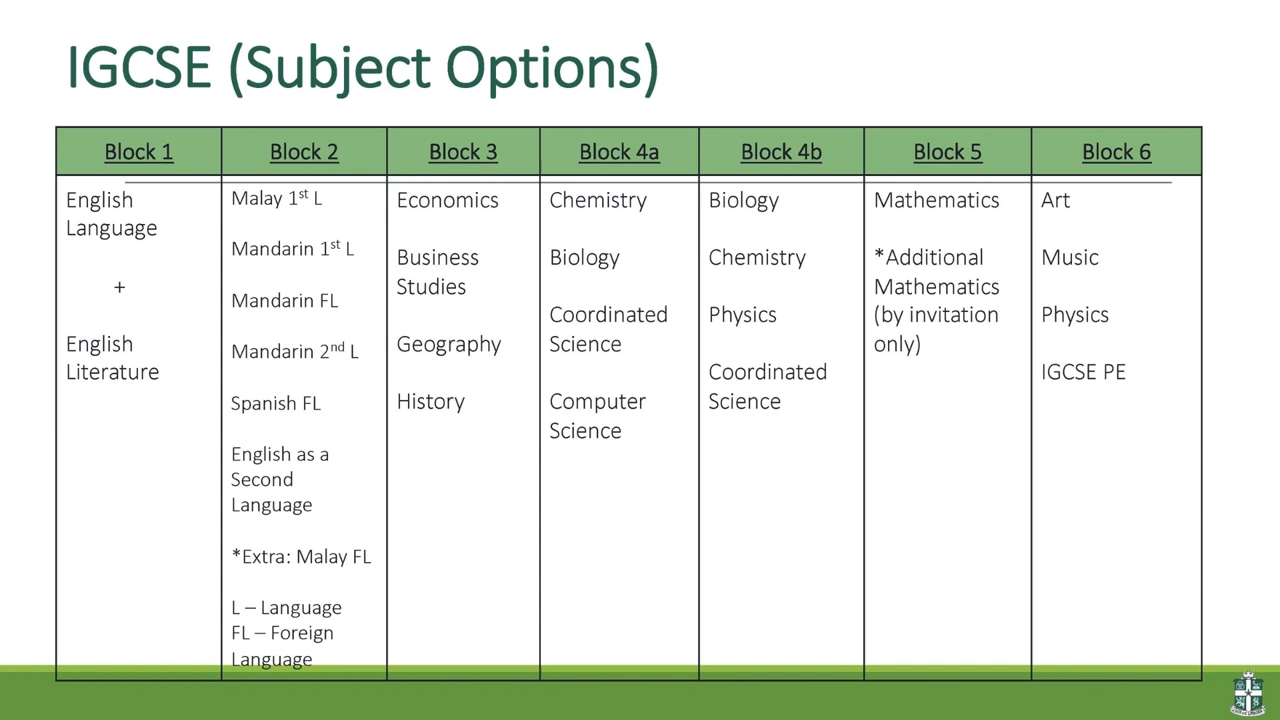 IGCSE (Subject Options)
Block 1
Block 2
Block 3
Block 4a
Block 4b
Block 5
Block 6
English
Language
+
English
Literature
Malay 1st L
Mandarin 1st L
Mandarin FL
Mandarin 2nd L
Spanish FL
English as a
Second
Language
*Extra: Malay FL
L – Language
FL – Foreign
Language
Economics
Business
Studies
Geography
History
Chemistry
Biology
Coordinated
Science
Computer
Science
Biology
Chemistry
Physics
Coordinated
Science
Mathematics
*Additional
Mathematics
(by invitation
only)
Art
Music
Physics
IGCSE PE